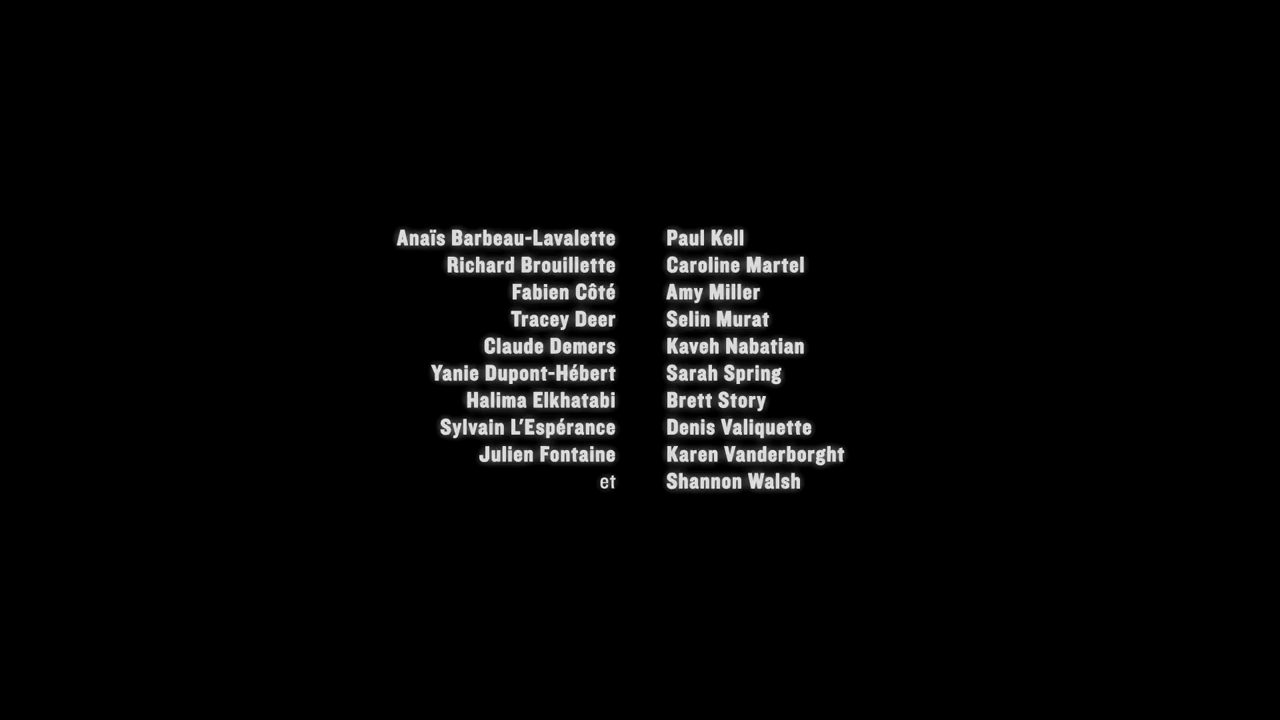 Anaïs Barbeau-Lavalette
Richard Brouillette
Fabien Côté
Tracey Deer
Claude Demers
Yanie Dupont-Hébert
Halima Elkhatabi
Sylvain L'Espérance
Julien Fontaine
Paul Kell
Caroline Martel
Amy Miller
Selin Murat
Kaveh Nabatian
Sarah Spring
Brett Story
Denis Valiquette
Karen Vanderborght
et Shannon Walsh